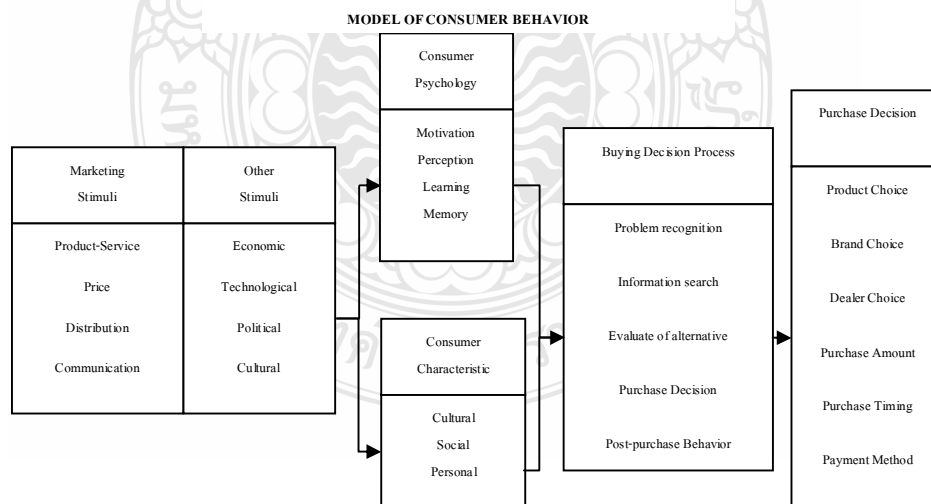 MODEL OF CONSUMER BEHAVIOR
Marketing
Stimuli
Product-Service
Price
Distribution
Communication
Other
Stimuli
Economic
Technological
Political
Cultural
Consumer
Psychology
Motivation
Perception
Learning
Memory
Consumer
Characteristic
Cultural
Social
Personal
Buying Decision Process
Problem recognition
Information search
Evaluate of alternative
Purchase Decision
Post-purchase Behavior
Purchase Decision
Product Choice
Brand Choice
Dealer Choice
Purchase Amount
Purchase Timing
Payment Method